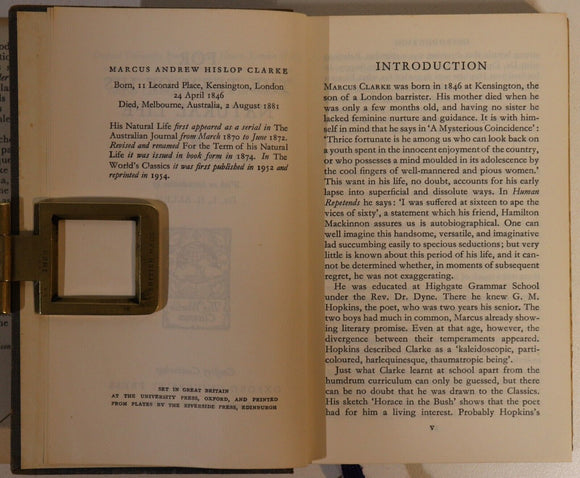 MARCUS ANDREW HISLOP CLARKE
Born, 11 Leonard Place, Kensington, London
24 April 1846
Died, Melbourne, Australia, 2 August 1881
His Natural Life first appeared as a serial in The
Australian Journal from March 1870 to June 1872.
Revised and renamed For the Term of his Natural
Life it was issued in book form in 1874. In The
World's Classics it was first published in 1952 and
reprinted in 1954.
SET IN GREAT BRITAIN
AT THE UNIVERSITY PRESS, OXFORD, AND PRINTED
FROM PLATES BY THE RIVERSIDE PRESS, EDINBURGH
INTRODUCTION
MARCUS CLARKE was born in 1846 at Kensington, the
son of a London barrister. His mother died when he
was only a few months old, and having no sister he
lacked feminine nurture and guidance. It is with him-
self in mind that he says in 'A Mysterious Coincidence':
'Thrice fortunate is he among us who can look back on
a youth spent in the innocent enjoyment of the country,
or who possesses a mind moulded in its adolescence by
the cool fingers of well-mannered and pious women.'
This want in his life, no doubt, accounts for his early
lapse into superficial and dissolute ways. In Human
Repetends he says: 'I was suffered at sixteen to ape the
vices of sixty', a statement which his friend, Hamilton
Mackinnon assures us is autobiographical. One can
well imagine this handsome, versatile, and imaginative
lad succumbing easily to specious seductions; but very
little is known about this period of his life, and it can-
not be determined whether, in moments of subsequent
regret, he was not exaggerating.
He was educated at Highgate Grammar School
under the Rev. Dr. Dyne. There he knew G. M.
Hopkins, the poet, who was two years his senior. The
two boys had much in common, Marcus already show-
ing literary promise. Even at that age, however, the
divergence between their temperaments appeared.
Hopkins described Clarke as a 'kaleidoscopic, parti-
coloured, harlequinesque, thaumatropic being'.
Just what Clarke learnt at school apart from the
humdrum curriculum can only be guessed, but there
can be no doubt that he was drawn to the Classics.
His sketch 'Horace in the Bush' shows that the poet
had for him a living interest. Probably Hopkins's
v